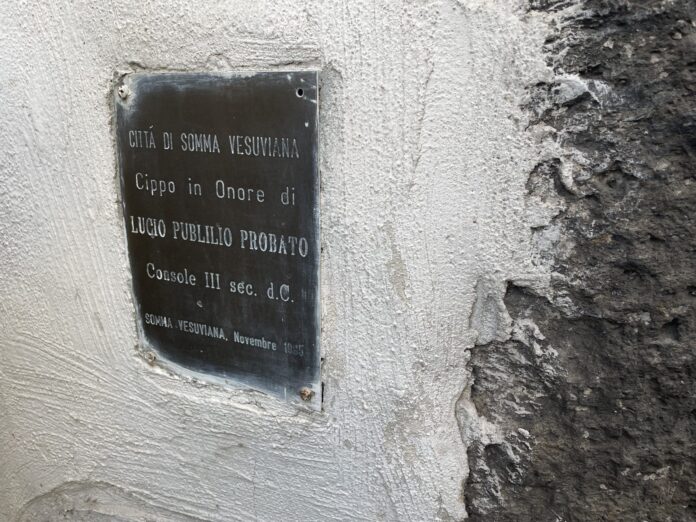 CITTÁ DI SOMMA VESUVIANA
Cippo in Onore di
LUCIO PUBLILIO PROBATO
Console III sec. d.C.
SOMMA VESUVIANA, Novembre